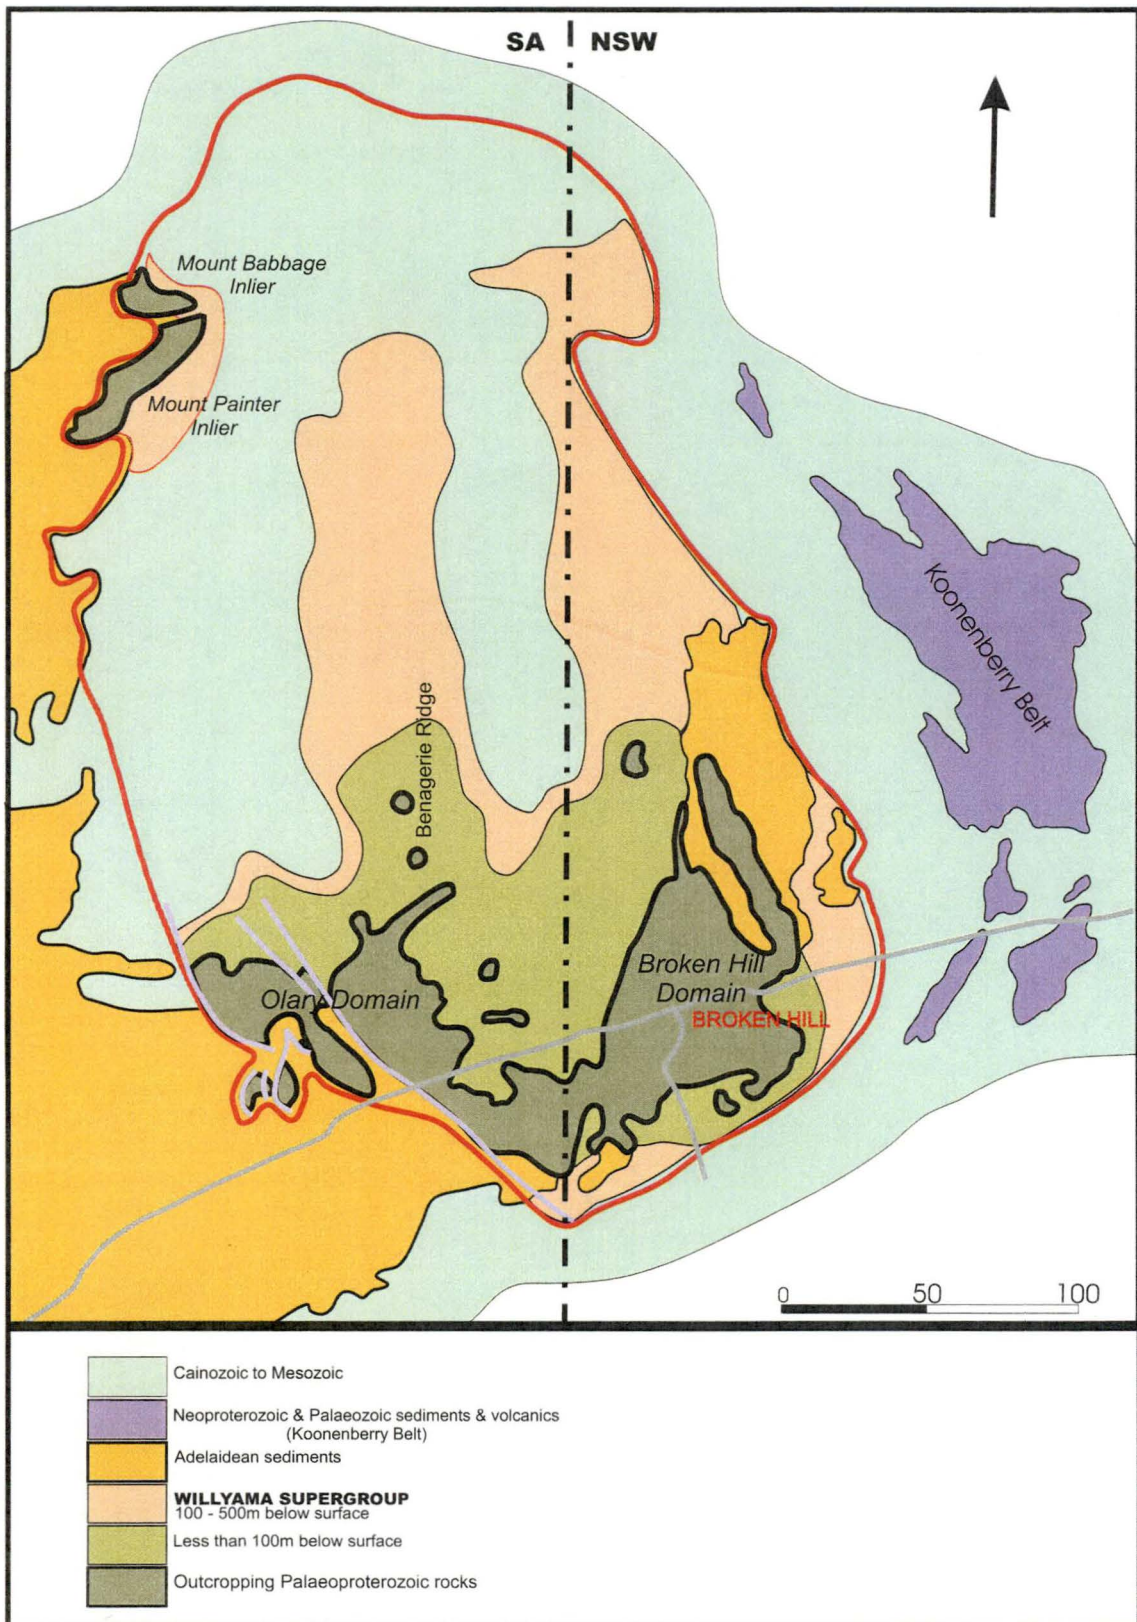 SA NSW
Mount Babbage
Inlier
Mount Painter
Inlier
Koonenberry Belt
Benagerie Ridge
Broken Hill
Domain
Olary Domain
BROKEN HILL
0 50 100
Cainozoic to Mesozoic
Neoproterozoic & Palaeozoic sediments & volcanics
(Koonenberry Belt)
Adelaidean sediments
WILLYAMA SUPERGROUP
100 - 500m below surface
Less than 100m below surface
Outcropping Palaeoproterozoic rocks